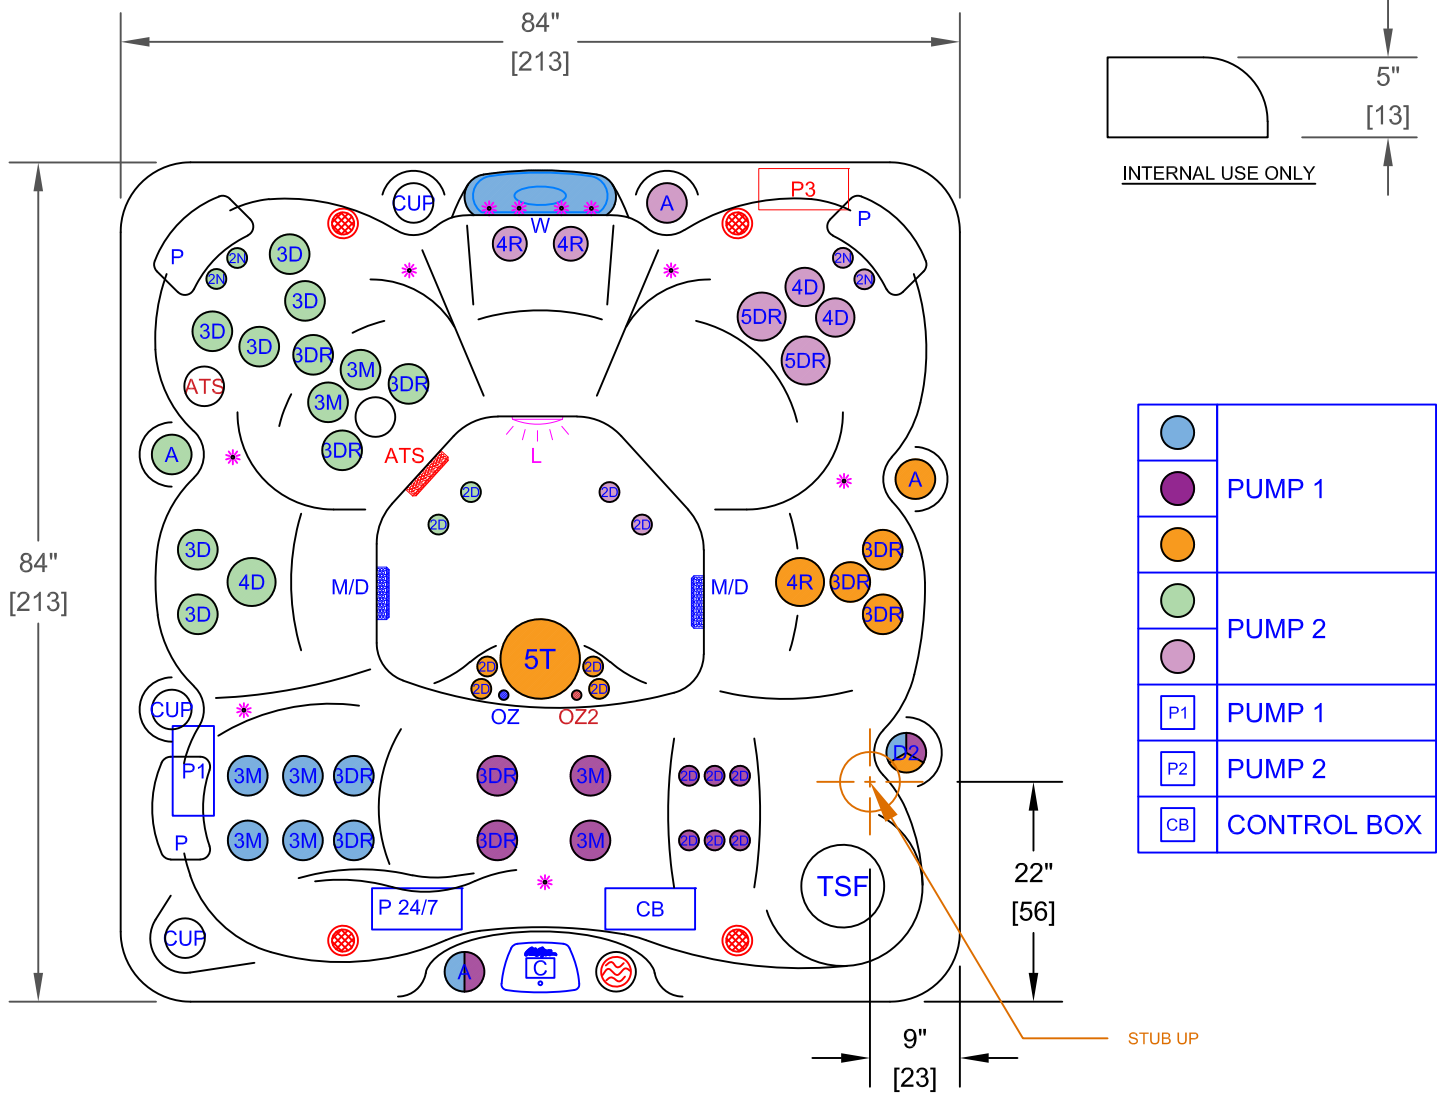 84"
[213]
5"
[13]
INTERNAL USE ONLY
CUP
A
P3
W
4R
4R
P
P
2N
2N
3D
3D
3D
3D
3DR
3M
3DR
3M
3DR
ATS
2N
2N
4D
5DR
4D
5DR
A
ATS
L
A
2D
2D
2D
2D
PUMP 1
84"
[213]
3D
4D
3D
M/D
M/D
4R
3DR
3DR
3DR
PUMP 2
5T
2D
2D
2D
2D
OZ
OZ2
CUP
P1
PUMP 1
D2
P1
3M
3M
3DR
3DR
3M
2D
2D
2D
P2
PUMP 2
P
3M
3M
3DR
3DR
3M
2D
2D
2D
CB
CONTROL BOX
22"
[56]
TSF
P 24/7
CB
CUP
A
C
9"
[23]
STUB UP